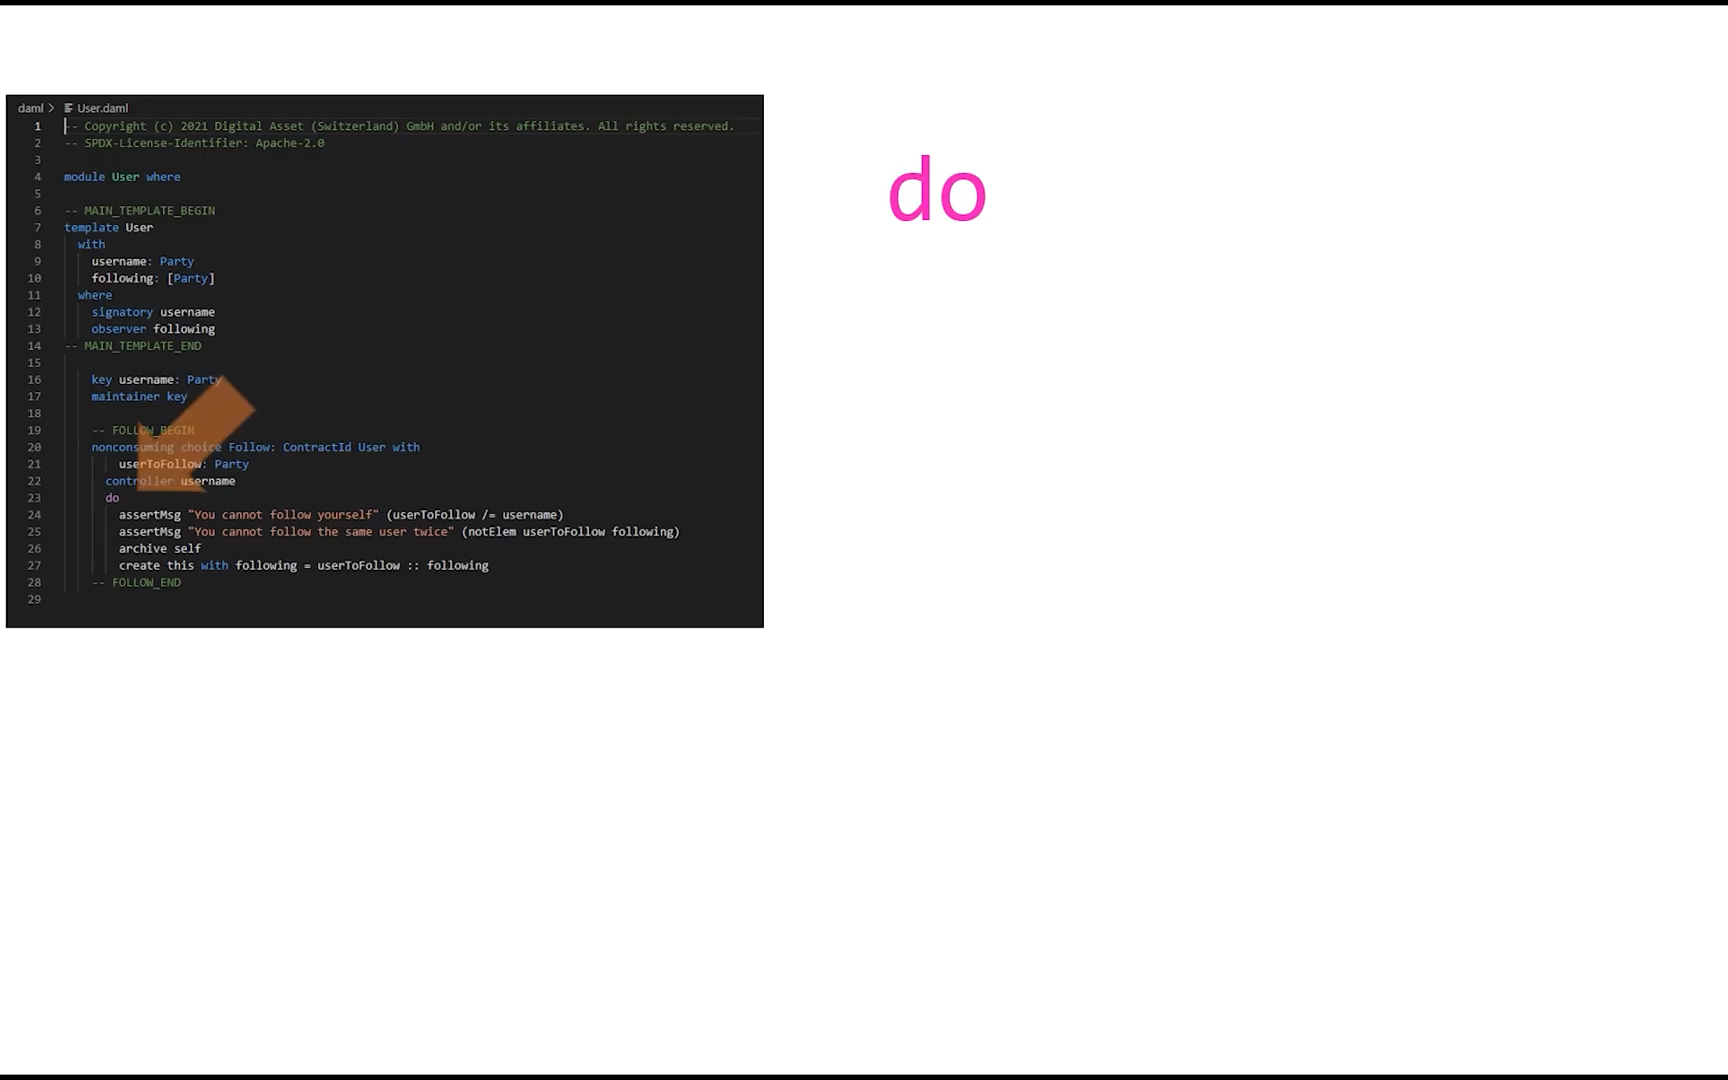 daml > User.daml
1 -- Copyright (c) 2021 Digital Asset (Switzerland) GmbH and/or its affiliates. All rights reserved.
2 -- SPDX-License-Identifier: Apache-2.0
3
4 module User where
5
6 -- MAIN_TEMPLATE_BEGIN
7 template User
8 with
9 username: Party
10 following: [Party]
11 where
12 signatory username
13 observer following
14 -- MAIN_TEMPLATE_END
15
16 key username: Party
17 maintainer key
18
19 -- FOLLOW_BEGIN
20 nonconsuming choice Follow: ContractId User with
21 userToFollow: Party
22 controller username
23 do
24 assertMsg "You cannot follow yourself" (userToFollow /= username)
25 assertMsg "You cannot follow the same user twice" (notElem userToFollow following)
26 archive self
27 create this with following = userToFollow :: following
28 -- FOLLOW_END
29
do